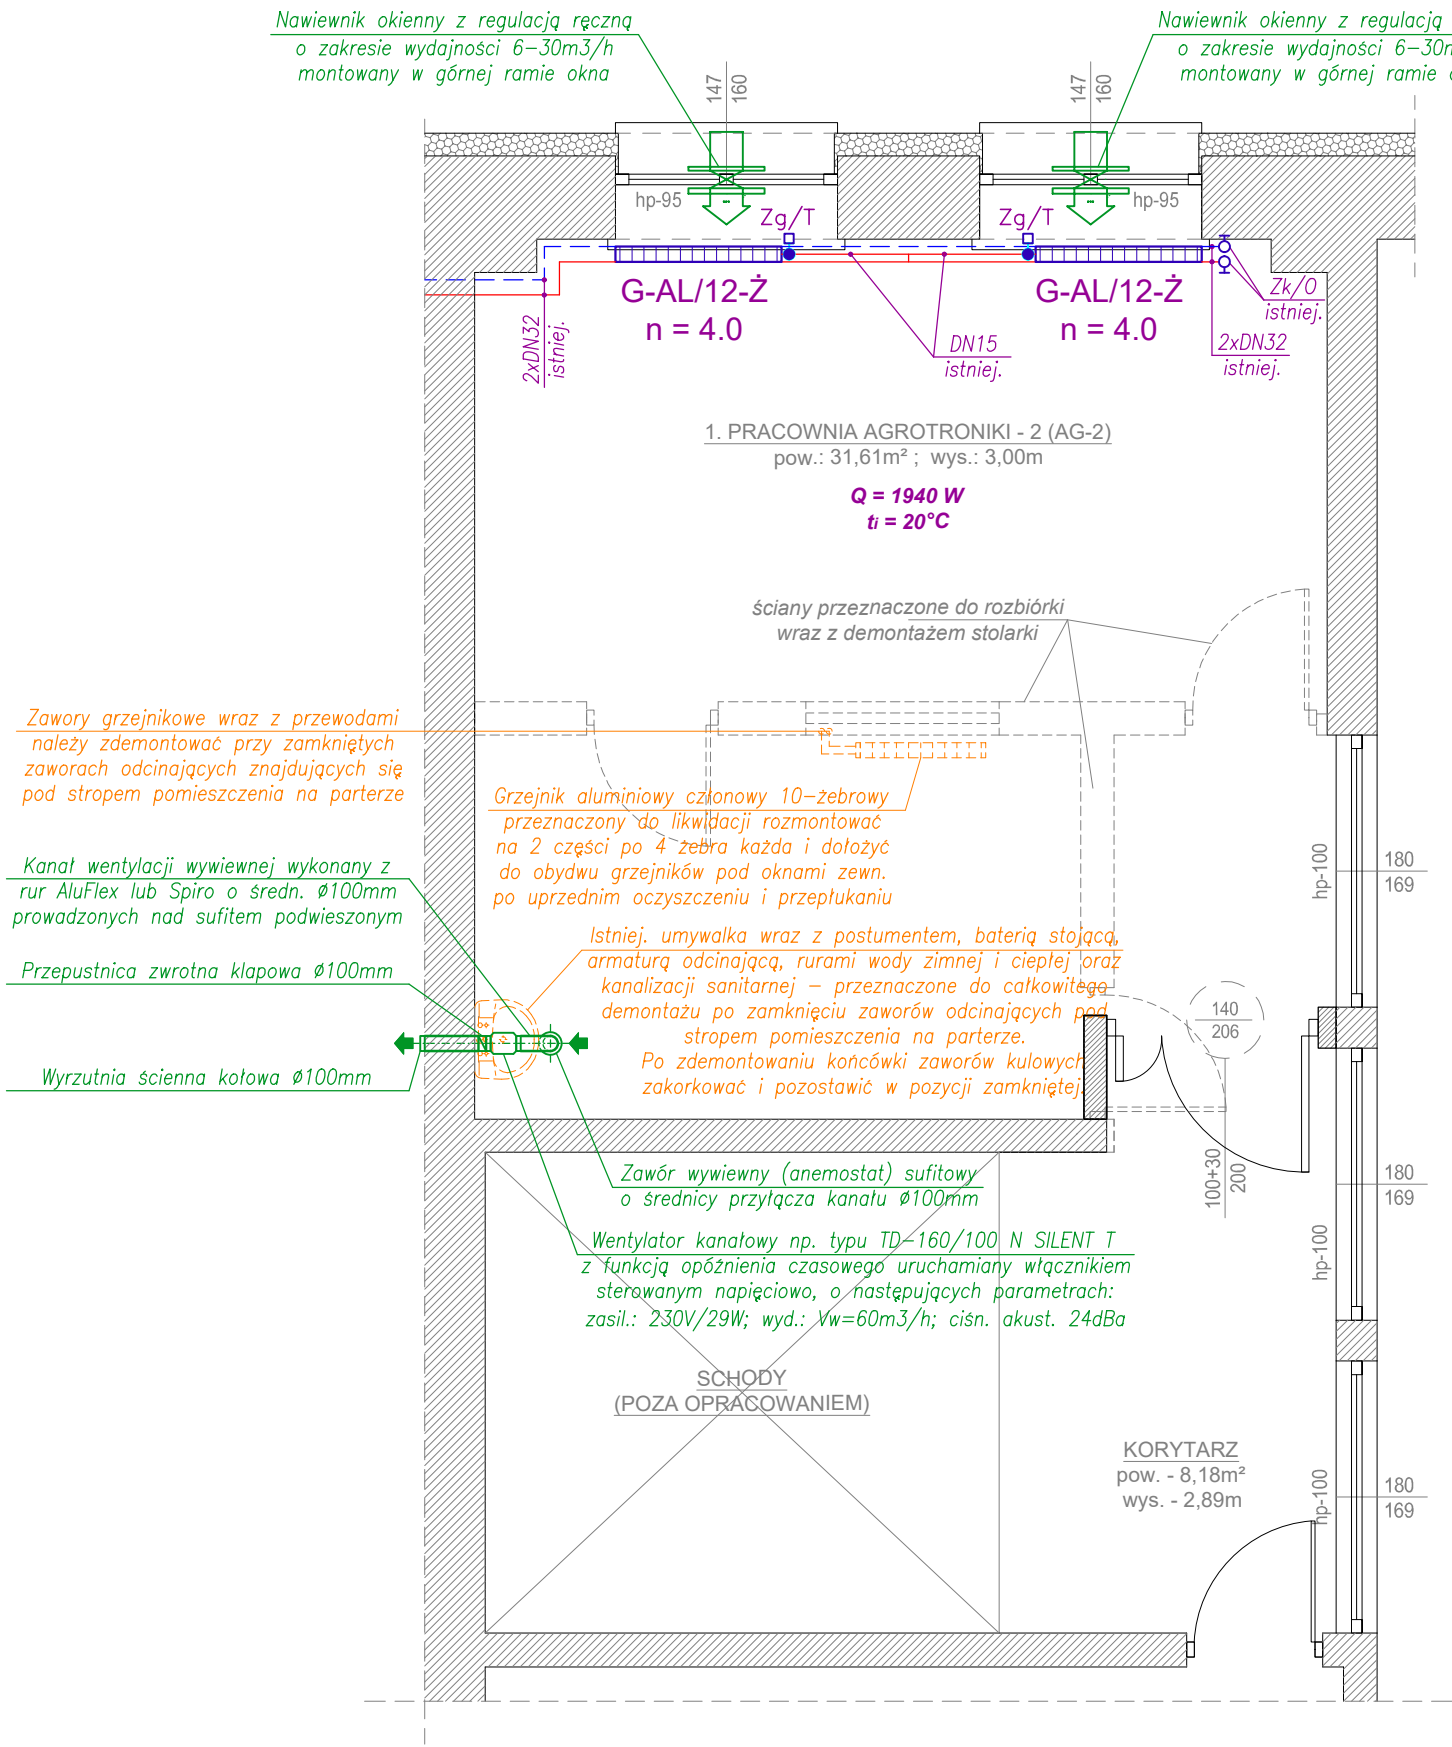 Nawiewnik okienny z regulacją ręczną
o zakresie wydajności 6–30m3/h
montowany w górnej ramie okna
Nawiewnik okienny z regulacją
o zakresie wydajności
montowany w górnej ramie
147
160
147
160
hp-95
hp-95
Zg/T
Zg/T
G-AL/12-Ż
n = 4.0
G-AL/12-Ż
n = 4.0
2xDN32
istniej.
DN15
istniej.
Zk/O
istniej.
2xDN32
istniej.
1. PRACOWNIA AGROTRONIKI - 2 (AG-2)
pow.: 31,61m² ; wys.: 3,00m
Q = 1940 W
ti = 20°C
ściany przeznaczone do rozbiórki
wraz z demontażem stolarki
Zawory grzejnikowe wraz z przewodami
należy zdemontować przy zamkniętych
zaworach odcinających znajdujących się
pod stropem pomieszczenia na parterze
Grzejnik aluminiowy członowy 10–żebrowy
przeznaczony do likwidacji rozmontować
na 2 części po 4 żebra każda i dołożyć
do obydwu grzejników pod oknami zewn.
po uprzednim oczyszczeniu i przepłukaniu
Kanał wentylacji wywiewnej wykonany z
rur AluFlex lub Spiro o średn. ø100mm
prowadzonych nad sufitem podwieszonym
Przepustnica zwrotna klapowa ø100mm
Wyrzutnia ścienna kołowa ø100mm
Istniej. umywalka wraz z postumentem, baterią stojącą,
armaturą odcinającą, rurami wody zimnej i ciepłej oraz
kanalizacji sanitarnej – przeznaczone do całkowitego
demontażu po zamknięciu zaworów odcinających pod
stropem pomieszczenia na parterze.
Po zdemontowaniu końcówki zaworów kulowych
zakorkować i pozostawić w pozycji zamkniętej.
hp-100
180
169
140
206
100+30
200
180
169
hp-100
Zawór wywiewny (anemostat) sufitowy
o średnicy przyłącza kanału ø100mm
Wentylator kanałowy np. typu TD–160/100 N SILENT T
z funkcją opóźnienia czasowego uruchamiany włącznikiem
sterowanym napięciowo, o następujących parametrach:
zasil.: 230V/29W; wyd.: Vw=60m3/h; ciśn. akust. 24dBa
SCHODY
(POZA OPRACOWANIEM)
KORYTARZ
pow. - 8,18m²
wys. - 2,89m
hp-100
180
169